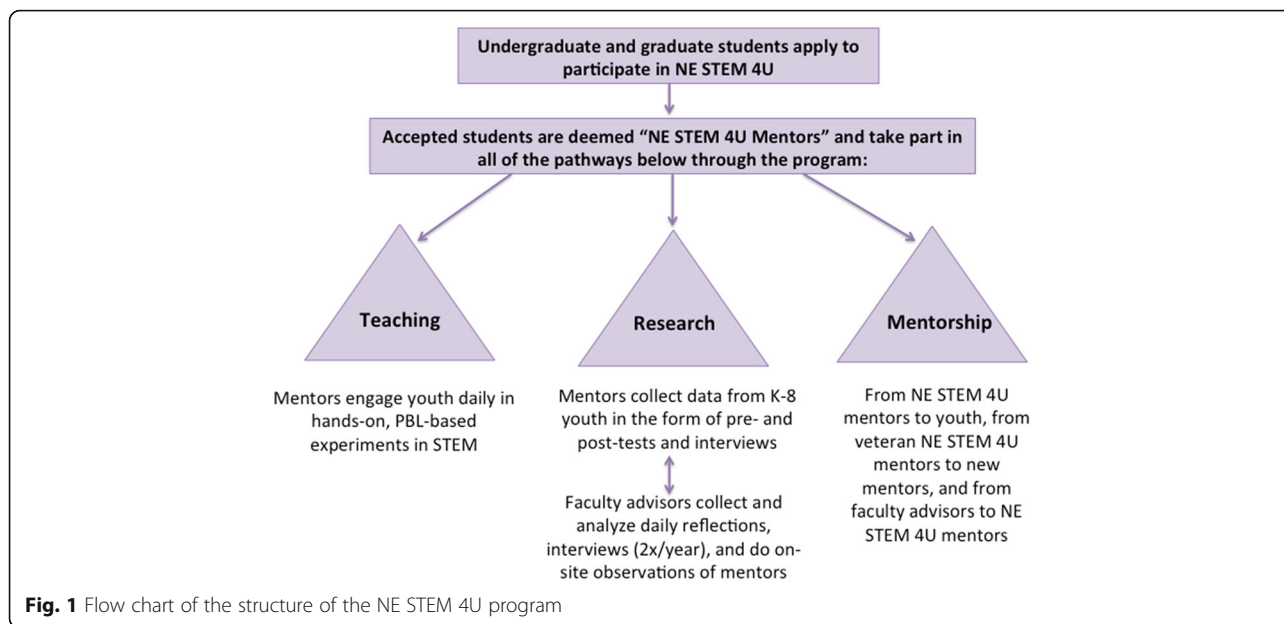 Undergraduate and graduate students apply to
participate in NE STEM 4U
Accepted students are deemed “NE STEM 4U Mentors” and take part in
all of the pathways below through the program:
Teaching
Mentors engage youth daily in
hands-on, PBL-based
experiments in STEM
Research
Mentors collect data from K-8
youth in the form of pre- and
post-tests and interviews
Faculty advisors collect and
analyze daily reflections,
interviews (2x/year), and do on-
site observations of mentors
Mentorship
From NE STEM 4U
mentors to youth, from
veteran NE STEM 4U
mentors to new
mentors, and from
faculty advisors to NE
STEM 4U mentors
Fig. 1 Flow chart of the structure of the NE STEM 4U program